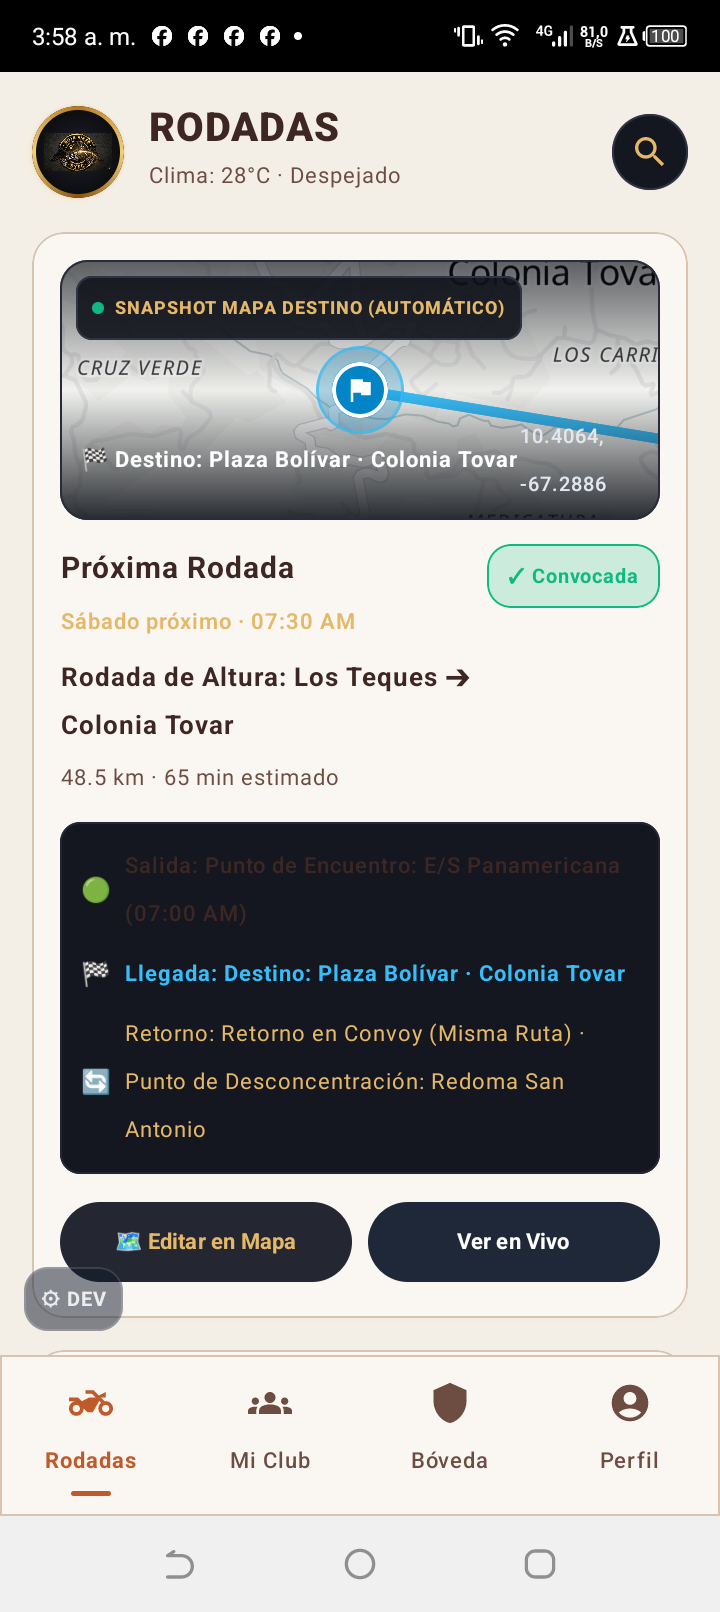 3:58 a. m.
4G
81,0
B/S
100
RODADAS
Clima: 28°C · Despejado
Colonia Tova
SNAPSHOT MAPA DESTINO (AUTOMÁTICO)
CRUZ VERDE
LOS CARRI
10.4064,
🏁 Destino: Plaza Bolívar · Colonia Tovar
-67.2886
Próxima Rodada
✓ Convocada
Sábado próximo · 07:30 AM
Rodada de Altura: Los Teques ➔
Colonia Tovar
48.5 km · 65 min estimado
Salida: Punto de Encuentro: E/S Panamericana
(07:00 AM)
Llegada: Destino: Plaza Bolívar · Colonia Tovar
Retorno: Retorno en Convoy (Misma Ruta) ·
Punto de Desconcentración: Redoma San
Antonio
🗺️ Editar en Mapa
Ver en Vivo
⚙ DEV
Rodadas
Mi Club
Bóveda
Perfil